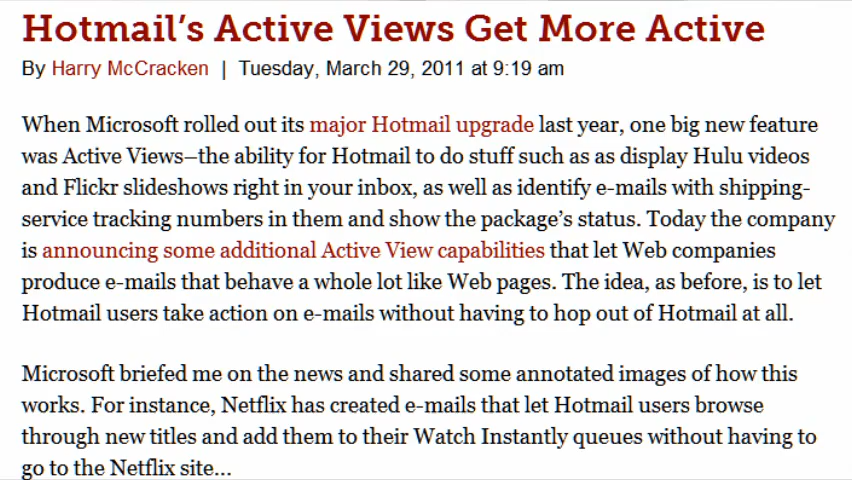 Hotmail's Active Views Get More Active
By Harry McCracken | Tuesday, March 29, 2011 at 9:19 am
When Microsoft rolled out its major Hotmail upgrade last year, one big new feature
was Active Views–the ability for Hotmail to do stuff such as as display Hulu videos
and Flickr slideshows right in your inbox, as well as identify e-mails with shipping-
service tracking numbers in them and show the package's status. Today the company
is announcing some additional Active View capabilities that let Web companies
produce e-mails that behave a whole lot like Web pages. The idea, as before, is to let
Hotmail users take action on e-mails without having to hop out of Hotmail at all.
Microsoft briefed me on the news and shared some annotated images of how this
works. For instance, Netflix has created e-mails that let Hotmail users browse
through new titles and add them to their Watch Instantly queues without having to
go to the Netflix site...